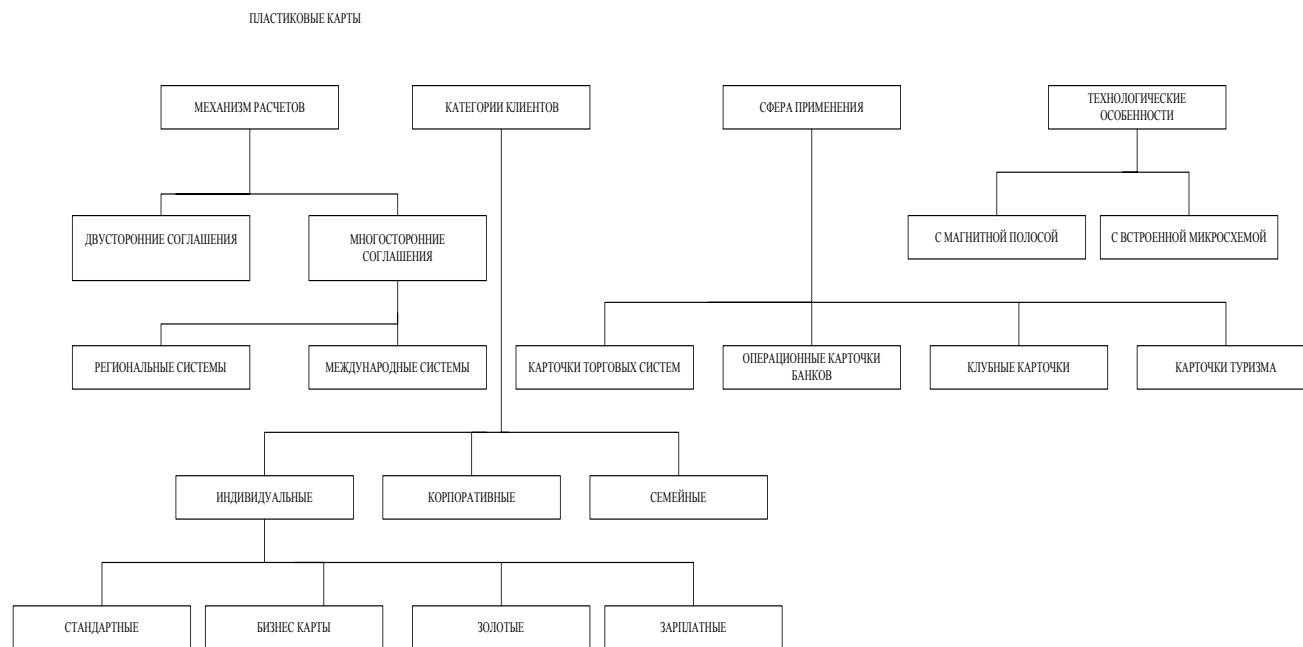 ПЛАСТИКОВЫЕ КАРТЫ
МЕХАНИЗМ РАСЧЕТОВ
КАТЕГОРИИ КЛИЕНТОВ
СФЕРА ПРИМЕНЕНИЯ
ТЕХНОЛОГИЧЕСКИЕ
ОСОБЕННОСТИ
ДВУСТОРОННИЕ СОГЛАШЕНИЯ
МНОГОСТОРОННИЕ
СОГЛАШЕНИЯ
С МАГНИТНОЙ ПОЛОСОЙ
С ВСТРОЕННОЙ МИКРОСХЕМОЙ
РЕГИОНАЛЬНЫЕ СИСТЕМЫ
МЕЖДУНАРОДНЫЕ СИСТЕМЫ
КАРТОЧКИ ТОРГОВЫХ СИСТЕМ
ОПЕРАЦИОННЫЕ КАРТОЧКИ
БАНКОВ
КЛУБНЫЕ КАРТОЧКИ
КАРТОЧКИ ТУРИЗМА
ИНДИВИДУАЛЬНЫЕ
КОРПОРАТИВНЫЕ
СЕМЕЙНЫЕ
СТАНДАРТНЫЕ
БИЗНЕС КАРТЫ
ЗОЛОТЫЕ
ЗАРПЛАТНЫЕ